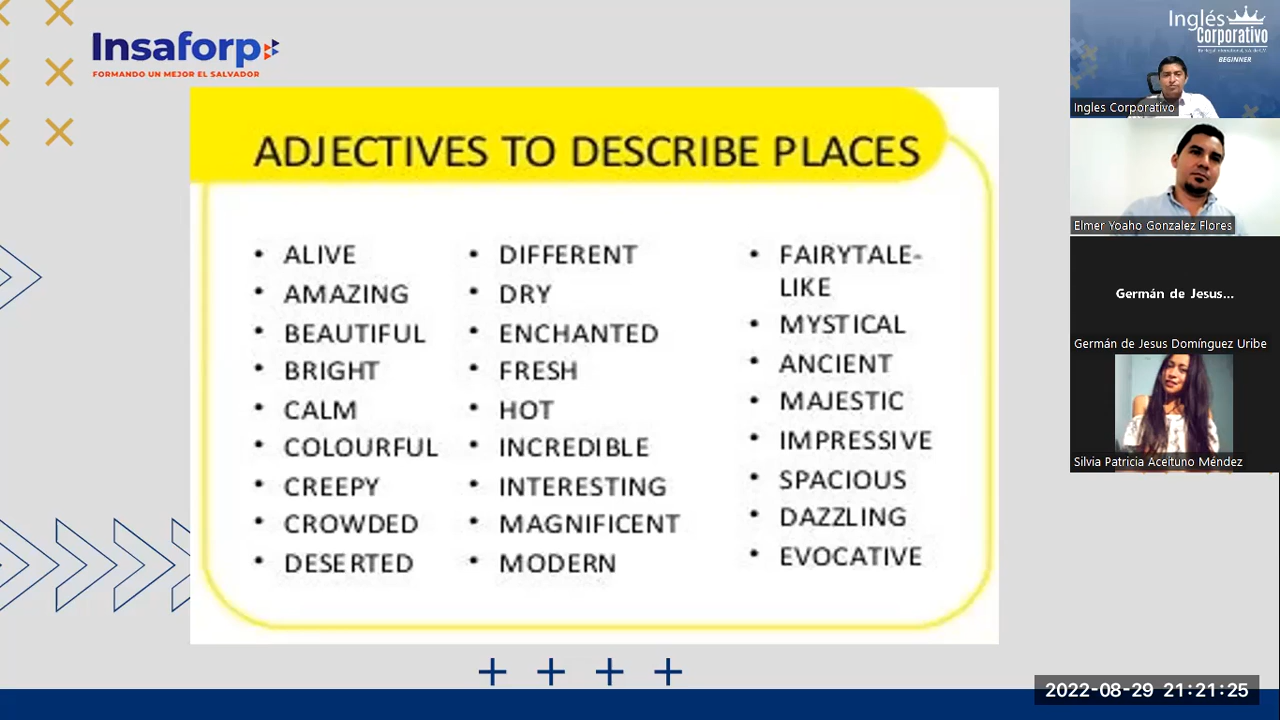 Insaforp
FORMANDO UN MEJOR EL SALVADOR
ADJECTIVES TO DESCRIBE PLACES
• ALIVE
• AMAZING
• BEAUTIFUL
• BRIGHT
• CALM
• COLOURFUL
• CREEPY
• CROWDED
• DESERTED
• DIFFERENT
• DRY
• ENCHANTED
• FRESH
• HOT
• INCREDIBLE
• INTERESTING
• MAGNIFICENT
• MODERN
• FAIRYTALE-
LIKE
• MYSTICAL
• ANCIENT
• MAJESTIC
• IMPRESSIVE
• SPACIOUS
• DAZZLING
• EVOCATIVE
Inglés
Corporativo
BEGINNER
Ingles Corporativo
Elmer Yoaho Gonzalez Flores
Germán de Jesus...
Germán de Jesus Domínguez Uribe
Silvia Patricia Aceituno Méndez
2022-08-29 21:21:25